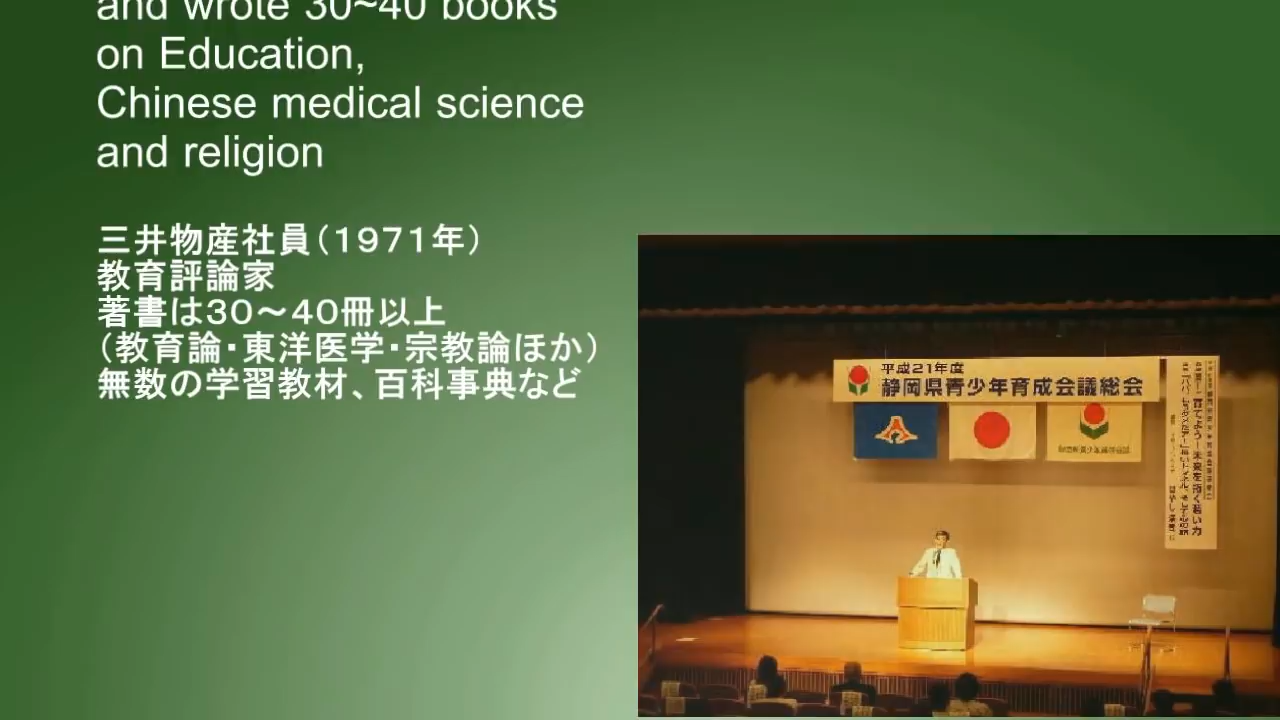 and wrote 30~40 books
on Education,
Chinese medical science
and religion
三井物産社員（1971年）
教育評論家
著書は30～40冊以上
（教育論・東洋医学・宗教論ほか）
無数の学習教材、百科事典など
平成21年度
静岡県青少年育成会議総会